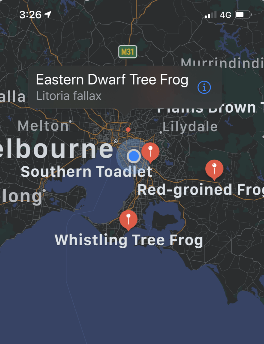 3:26
4G
M31
Murrindindi
Eastern Dwarf Tree Frog
Litoria fallax
alla
Plains Brown T
Melton
Lilydale
elbourne
Southern Toadlet
Red-groined Frog
long
Whistling Tree Frog